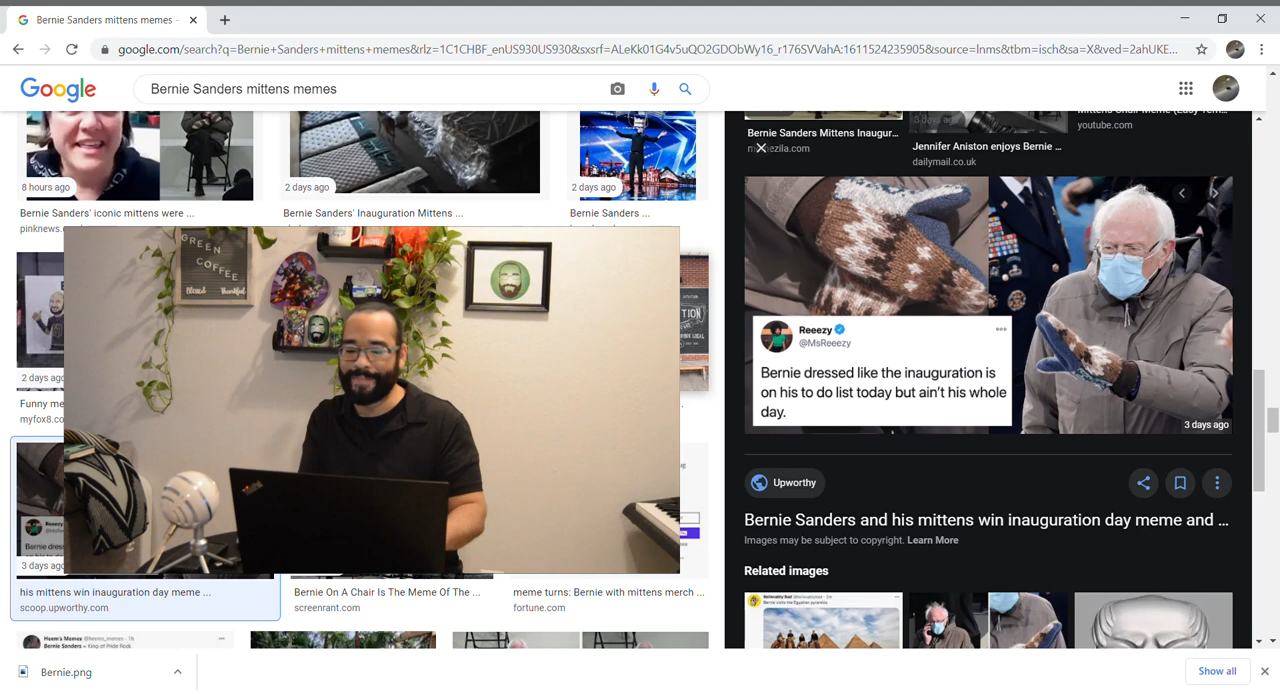 Bernie Sanders mittens memes -
google.com/search?q=Bernie+Sanders+mittens+memes&rlz=1C1CHBF_enUS930US930&sxsrf=ALeKk01G4v5uQO2GDObWy16_r176SVVahA:1611524235905&source=lnms&tbm=isch&sa=X&ved=2ahUKE...
Google
Bernie Sanders mittens memes
8 hours ago
2 days ago
2 days ago
Bernie Sanders' iconic mittens were ...
Bernie Sanders' Inauguration Mittens ...
Bernie Sanders ...
pinknews.
GREEN
COFFEE
Blessed
thankful
2 days ago
Funny me
myfox8.co
3 days ago
his mittens win inauguration day meme ...
scoop.upworthy.com
Bernie On A Chair Is The Meme Of The ...
screenrant.com
meme turns: Bernie with mittens merch ...
fortune.com
Bernie Sanders Mittens Inaugur...
3 days ago
Jennifer Aniston enjoys Bernie ...
dailymail.co.uk
youtube.com
Reeezy
@MsReeezy
Bernie dressed like the inauguration is
on his to do list today but ain't his whole
day.
3 days ago
Upworthy
Bernie Sanders and his mittens win inauguration day meme and ...
Images may be subject to copyright. Learn More
Related images
Bernie.png
Show all